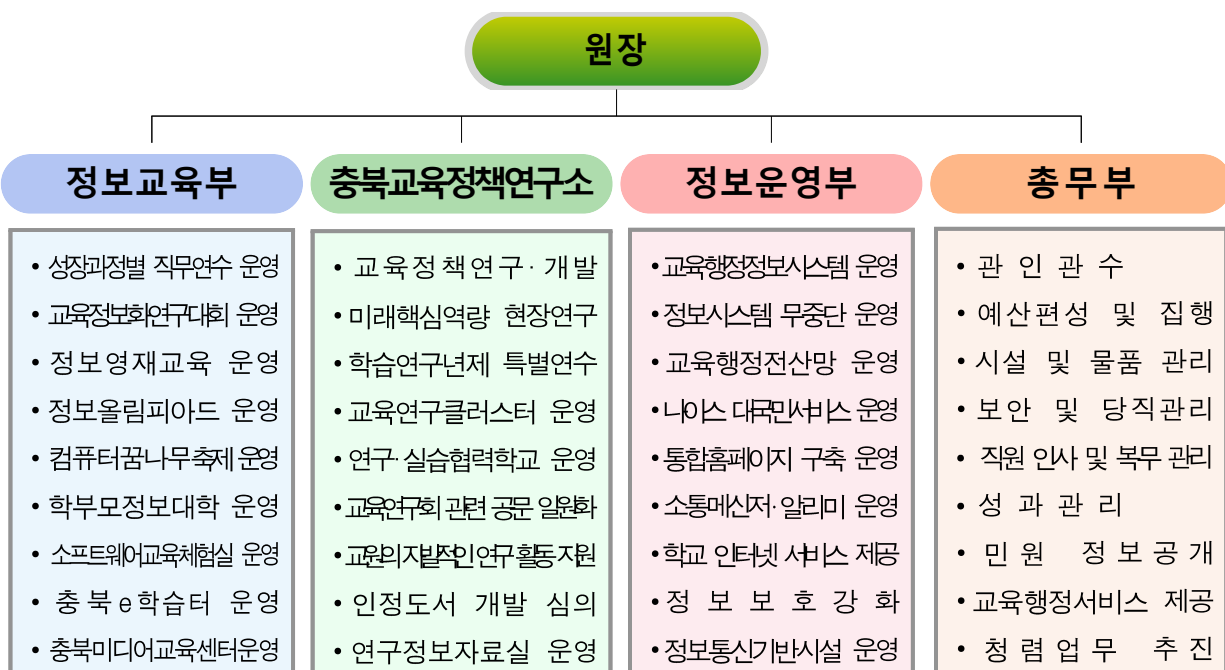 원장
정보교육부
충북교육정책연구소
정보운영부
총무부
• 성장과정별 직무연수 운영
• 교육정보화연구대회 운영
• 정보영재교육 운영
• 정보올림피아드 운영
• 컴퓨터꿈나무축제 운영
• 학부모정보대학 운영
• 소프트웨어교육체험실 운영
• 충북e학습터 운영
• 충북미디어교육센터운영
• 교육정책연구·개발
• 미래핵심역량 현장연구
• 학습연구년제 특별연수
• 교육연구클러스터 운영
• 연구·실습협력학교 운영
• 교육연구회 관련 공문 일원화
• 교원의 자발적인 연구 활동 지원
• 인정도서 개발 심의
• 연구정보자료실 운영
• 교육행정정보시스템 운영
• 정보시스템 무중단 운영
• 교육행정전산망 운영
• 나이스 대국민서비스 운영
• 통합홈페이지 구축 운영
• 소통메신저·알리미 운영
• 학교 인터넷 서비스 제공
• 정보보호강화
• 정보통신기반시설 운영
• 관인관수
• 예산편성 및 집행
• 시설 및 물품 관리
• 보안 및 당직관리
• 직원 인사 및 복무 관리
• 성과관리
• 민원 정보공개
• 교육행정서비스 제공
• 청렴업무 추진